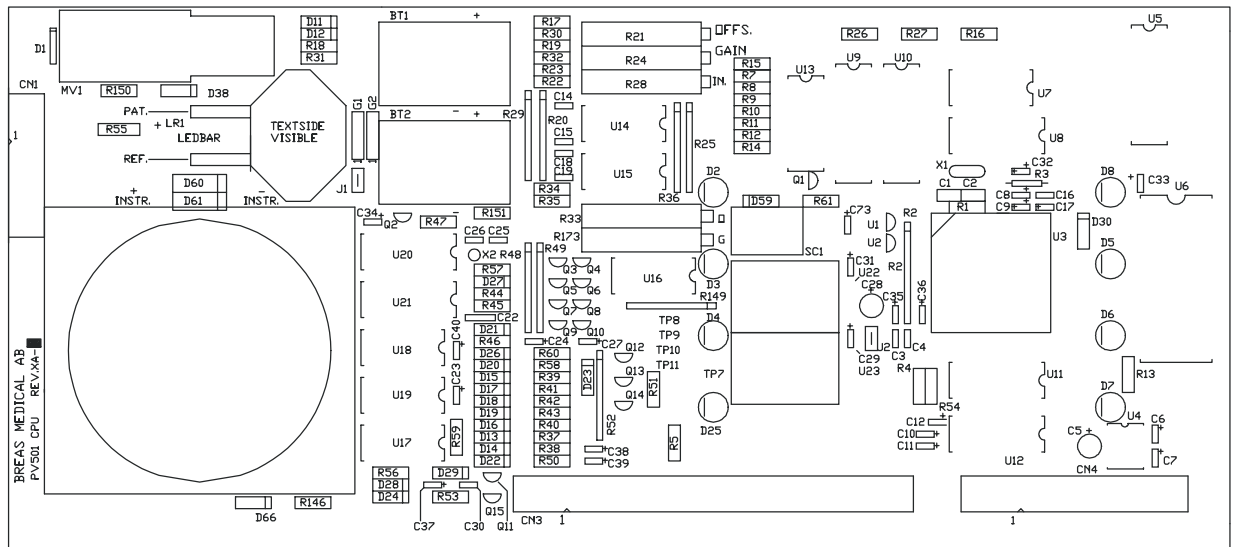 D11
D12
R18
R31
BT1
+
R17
R30
R19
R32
R23
R22
R21
OFFS.
R24
GAIN
R28
IN.
R15
R7
R8
R9
R10
R11
R12
R14
U13
R26
R27
R16
U5
U9
U10
D1
CN1
MV1
R150
D38
PAT.
+
LR1
LEDBAR
REF.
R55
1
TEXTSIDE
VISIBLE
G1
G2
BT2
-
+
R29
C14
R20
C15
C18
C19
U14
U15
R25
U7
U8
X1
C32
R3
D8
C33
U6
J1
D60
D61
+
INSTR.
-
INSTR.
R34
R35
R36
D2
Q1
D59
R61
C1
C2
R1
C8
C9
C16
C17
U3
D30
C34
+
Q2
R47
-
R151
C26
C25
R33
R173
G
SC1
C73
U1
U2
R2
R2
U20
X2
R48
R49
R57
D27
R44
R45
C22
Q3
Q4
Q5
Q6
Q7
Q8
Q9
Q10
U16
R149
D3
C31
U22
C28
C35
C36
D5
U21
TP8
TP9
TP10
TP11
TP7
D4
C29
U23
U2
C3
C4
D6
U18
C40
D21
R46
D26
D20
D15
D17
D18
D19
D16
D13
D14
D22
C24
C27
R60
R58
R39
R41
R42
R43
R40
R37
R38
R50
Q12
Q13
Q14
D23
R51
R52
R5
C38
C39
D25
U19
C23
U17
R59
R4
R54
U11
R13
D7
U4
C12
C10
C11
U12
C5
+
CN4
C6
C7
BREAS MEDICAL AB
PV501 CPU REV.XA-
R56
D28
D24
D29
R53
D66
R146
C37
C30
Q15
Q11
CN3
1
1